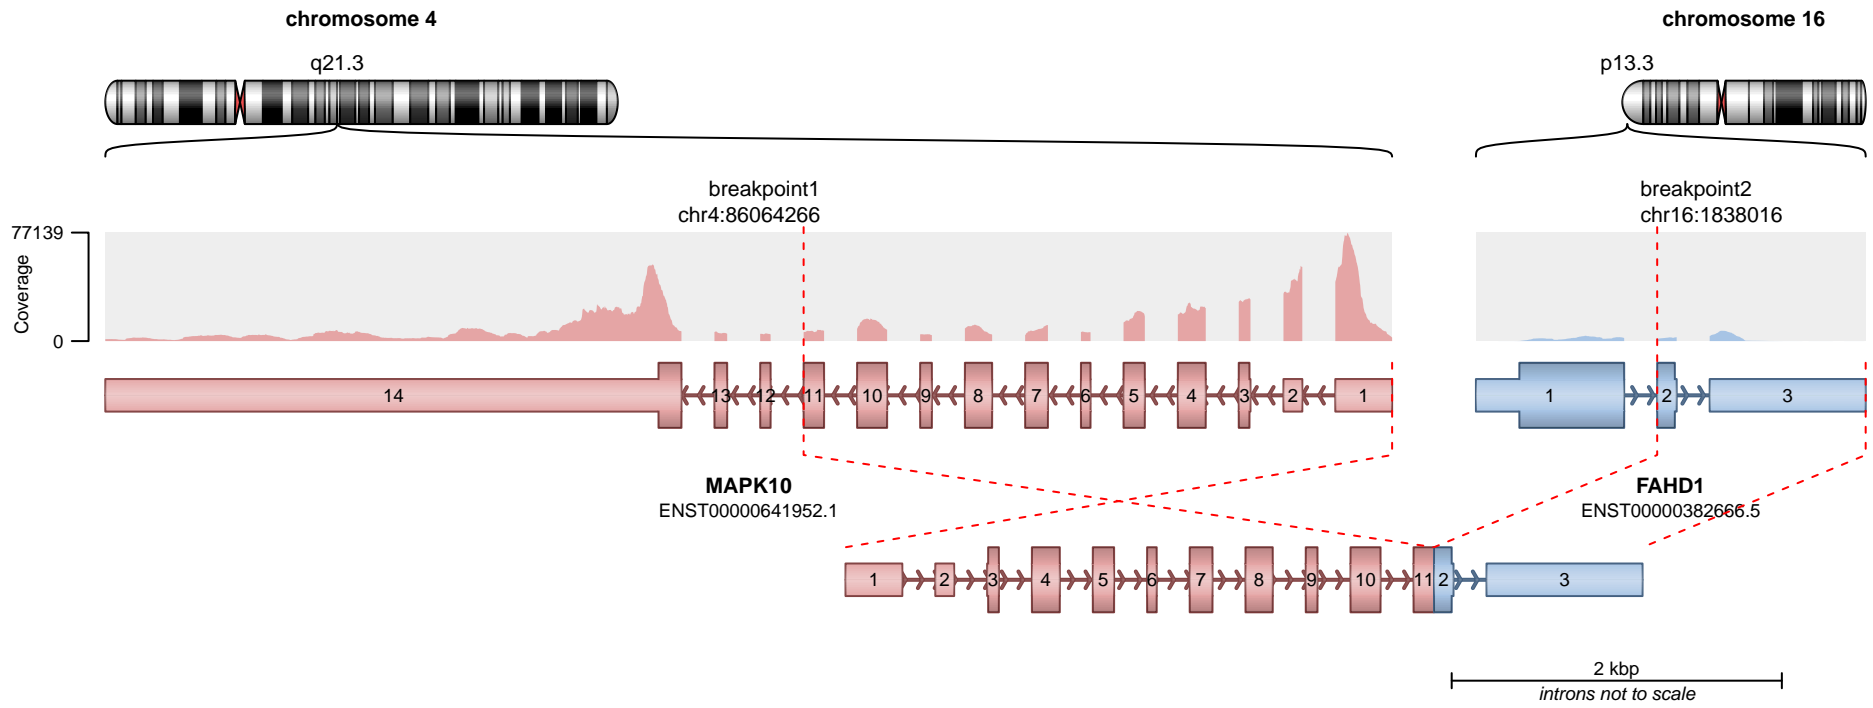 chromosome 4
chromosome 16
q21.3
p13.3
breakpoint1
chr4:86064266
breakpoint2
chr16:1838016
77139
Coverage
0
14 13 12 11 10 9 8 7 6 5 4 3 2 1
1 2 3
MAPK10
ENST00000641952.1
FAHD1
ENST00000382666.5
1 2 3 4 5 6 7 8 9 10 11 2 3
2 kbp
introns not to scale